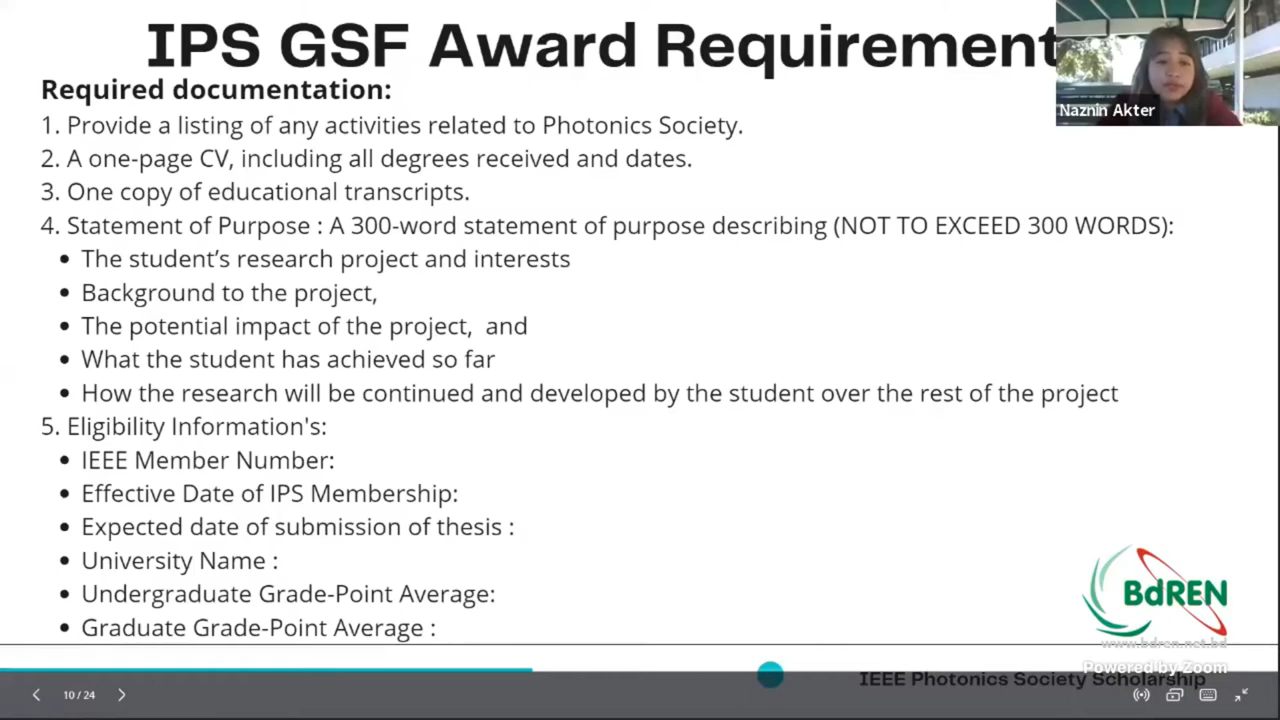 IPS GSF Award Requirement
Required documentation:
Naznin Akter
1. Provide a listing of any activities related to Photonics Society.
2. A one-page CV, including all degrees received and dates.
3. One copy of educational transcripts.
4. Statement of Purpose : A 300-word statement of purpose describing (NOT TO EXCEED 300 WORDS):
• The student’s research project and interests
• Background to the project,
• The potential impact of the project, and
• What the student has achieved so far
• How the research will be continued and developed by the student over the rest of the project
5. Eligibility Information's:
• IEEE Member Number:
• Effective Date of IPS Membership:
• Expected date of submission of thesis :
• University Name :
• Undergraduate Grade-Point Average:
• Graduate Grade-Point Average :
BdREN
www.bdren.net.bd
Powered by Zoom
IEEE Photonics Society Scholarship
10 / 24